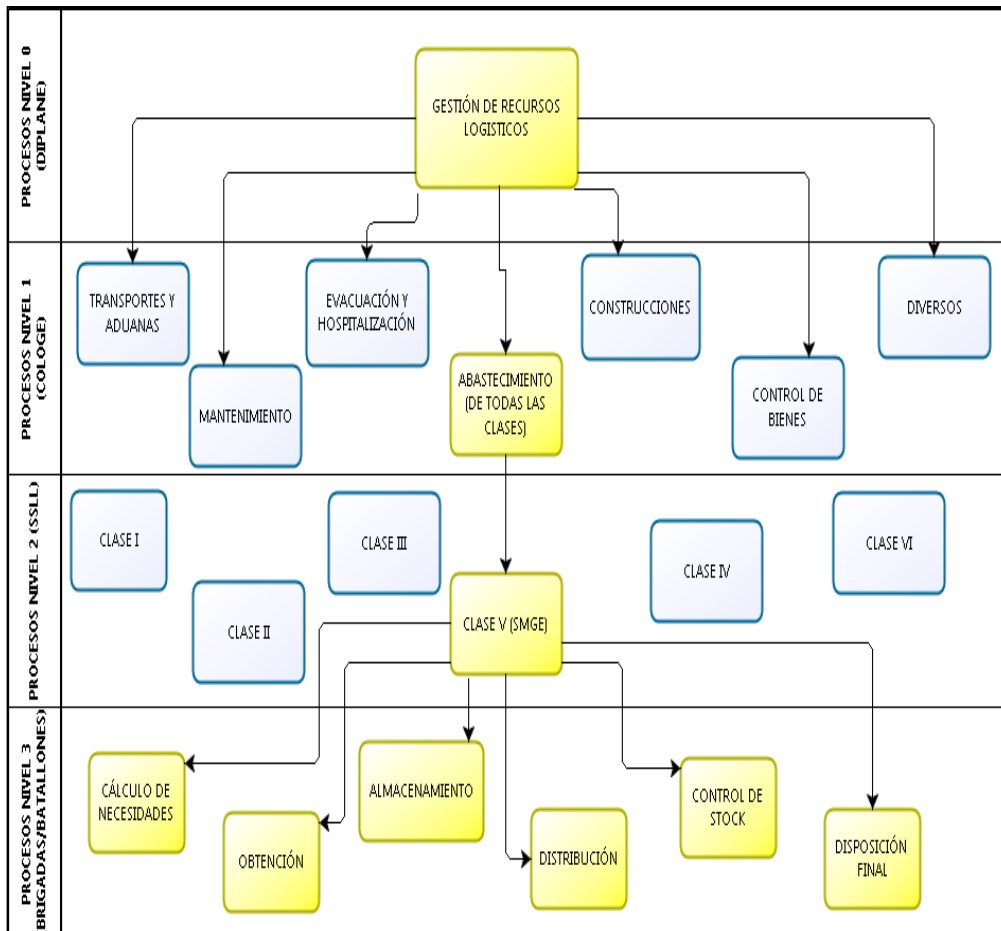 PROCESOS NIVEL 0
(DIPLANE)
GESTIÓN DE RECURSOS
LOGISTICOS
PROCESOS NIVEL 1
(COLOGE)
TRANSPORTES Y
ADUANAS
MANTENIMIENTO
EVACUACIÓN Y
HOSPITALIZACIÓN
ABASTECIMIENTO
(DE TODAS LAS
CLASES)
CONSTRUCCIONES
CONTROL DE
BIENES
DIVERSOS
PROCESOS NIVEL 2 (SSLL)
CLASE I
CLASE II
CLASE III
CLASE V (SMGE)
CLASE IV
CLASE VI
PROCESOS NIVEL 3
BRIGADAS/BATALLONES)
CÁLCULO DE
NECESIDADES
OBTENCIÓN
ALMACENAMIENTO
DISTRIBUCIÓN
CONTROL DE
STOCK
DISPOSICIÓN
FINAL